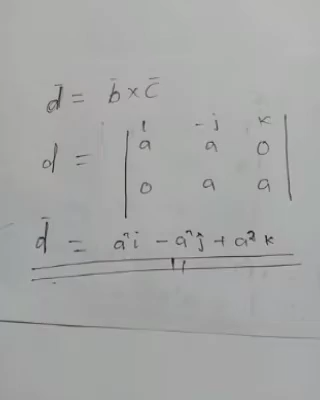 d̄ = b̄ × c̄
i -j k
d = | a a 0 |
0 a a
d̄ = a²i - a²j + a²k